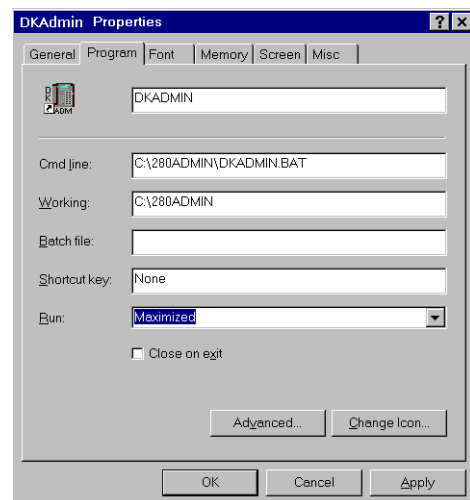 DKAdmin Properties
General Program Font Memory Screen Misc
DK
ADM
DKADMIN
Cmd line: C:\280ADMIN\DKADMIN.BAT
Working: C:\280ADMIN
Batch file:
Shortcut key: None
Run: Maximized
Close on exit
Advanced... Change Icon...
OK Cancel Apply